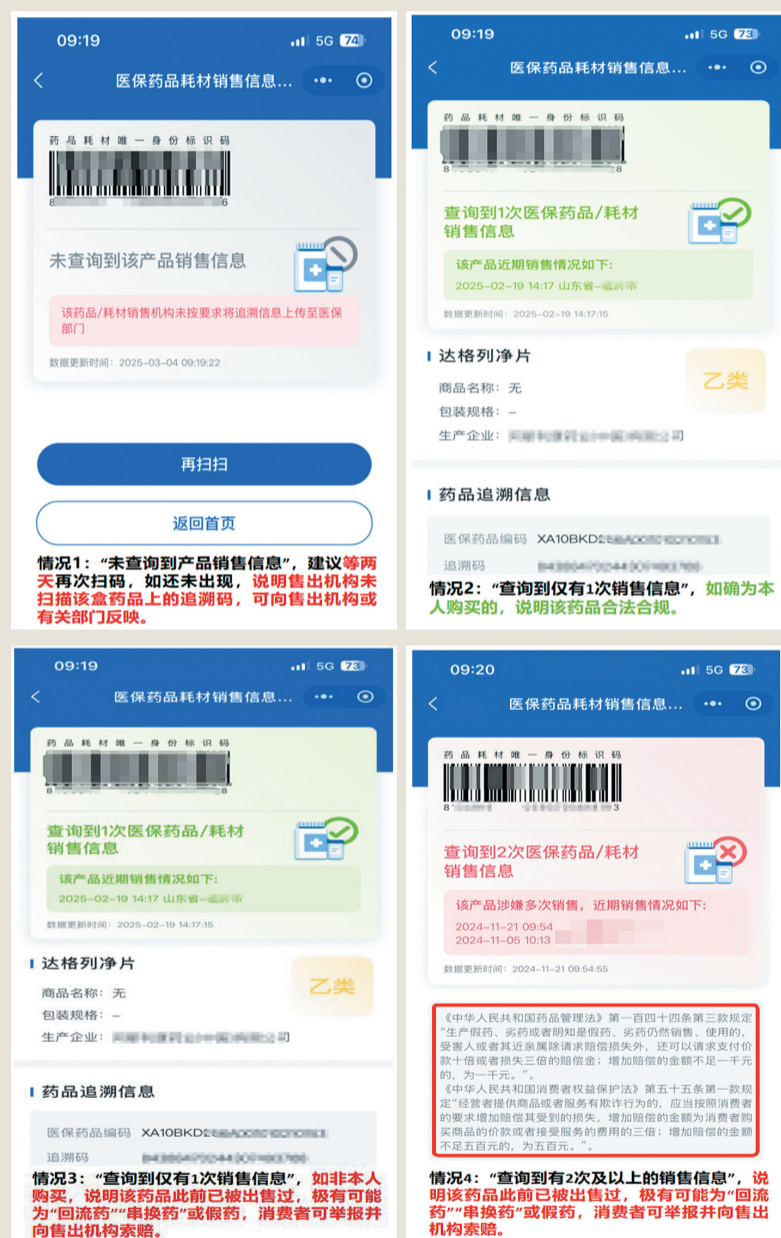 09:19
5G 74
医保药品耗材销售信息...
药品耗材唯一身份标识码
8 6
未查询到该产品销售信息
该药品/耗材销售机构未按要求将追溯信息上传至医保
部门
数据更新时间：2025-03-04 09:19:22
再扫扫
返回首页
情况1：“未查询到产品销售信息”，建议等两
天再次扫码，如还未出现，说明售出机构未
扫描该盒药品上的追溯码，可向售出机构或
有关部门反映。
09:19
5G 73
医保药品耗材销售信息...
药品耗材唯一身份标识码
8 8
查询到1次医保药品/耗材
销售信息
该产品近期销售情况如下：
2025-02-19 14:17 山东省-
数据更新时间：2025-02-19 14:17:15
达格列净片
乙类
商品名称：无
包装规格：-
生产企业：
药品追溯信息
医保药品编码 XA10BKD
追溯码
情况2：“查询到仅有1次销售信息”，如确为本
人购买的，说明该药品合法合规。
09:19
5G 73
医保药品耗材销售信息...
药品耗材唯一身份标识码
8 8
查询到1次医保药品/耗材
销售信息
该产品近期销售情况如下：
2025-02-19 14:17 山东省-
数据更新时间：2025-02-19 14:17:15
达格列净片
乙类
商品名称：无
包装规格：-
生产企业：
药品追溯信息
医保药品编码 XA10BKD
追溯码
情况3：“查询到仅有1次销售信息”，如非本人
购买，说明该药品此前已被出售过，极有可能
为“回流药”“串换药”或假药，消费者可举报并
向售出机构索赔。
09:20
5G 73
医保药品耗材销售信息...
药品耗材唯一身份标识码
8 3
查询到2次医保药品/耗材
销售信息
该产品涉嫌多次销售，近期销售情况如下：
2024-11-21 09:54
2024-11-05 10:13
数据更新时间：2024-11-21 09:54:55
《中华人民共和国药品管理法》第一百四十四条第三款规定
“生产假药、劣药或者明知是假药、劣药仍然销售、使用的，
受害人或者其近亲属除请求赔偿损失外，还可以请求支付价
款十倍或者损失三倍的赔偿金；增加赔偿的金额不足一千元
的，为一千元。”。
《中华人民共和国消费者权益保护法》第五十五条第一款规
定“经营者提供商品或者服务有欺诈行为的，应当按照消费者
的要求增加赔偿其受到的损失，增加赔偿的金额为消费者购
买商品的价款或者接受服务的费用的三倍；增加赔偿的金额
不足五百元的，为五百元。”。
情况4：“查询到有2次及以上的销售信息”，说
明该药品此前已被出售过，极有可能为“回流
药”“串换药”或假药，消费者可举报并向售出
机构索赔。